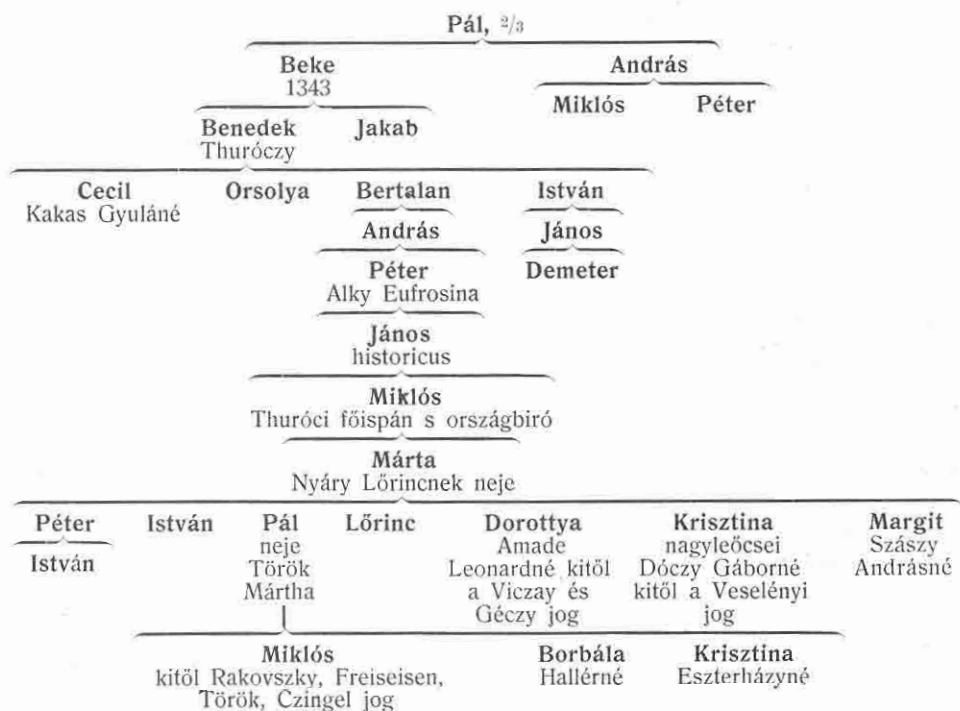 Pál, 2/3
Beke András
1343
Miklós Péter
Benedek Jakab
Thuróczy
Cecil Orsolya Bertalan István
Kakas Gyuláné
András János
Péter Demeter
Alky Eufrosina
János
historicus
Miklós
Thuróci főispán s országbiró
Márta
Nyáry Lőrincnek neje
Péter István Pál Lőrinc Dorottya Krisztina Margit
neje Amade nagyleőcsei Szászy
István Török Leonardné kitől Dóczy Gáborné Andrásné
Mártha a Viczay és kitől a Veselényi
Géczy jog jog
Miklós Borbála Krisztina
kitől Rakovszky, Freiseisen, Hallérné Eszterházyné
Török, Czingel jog